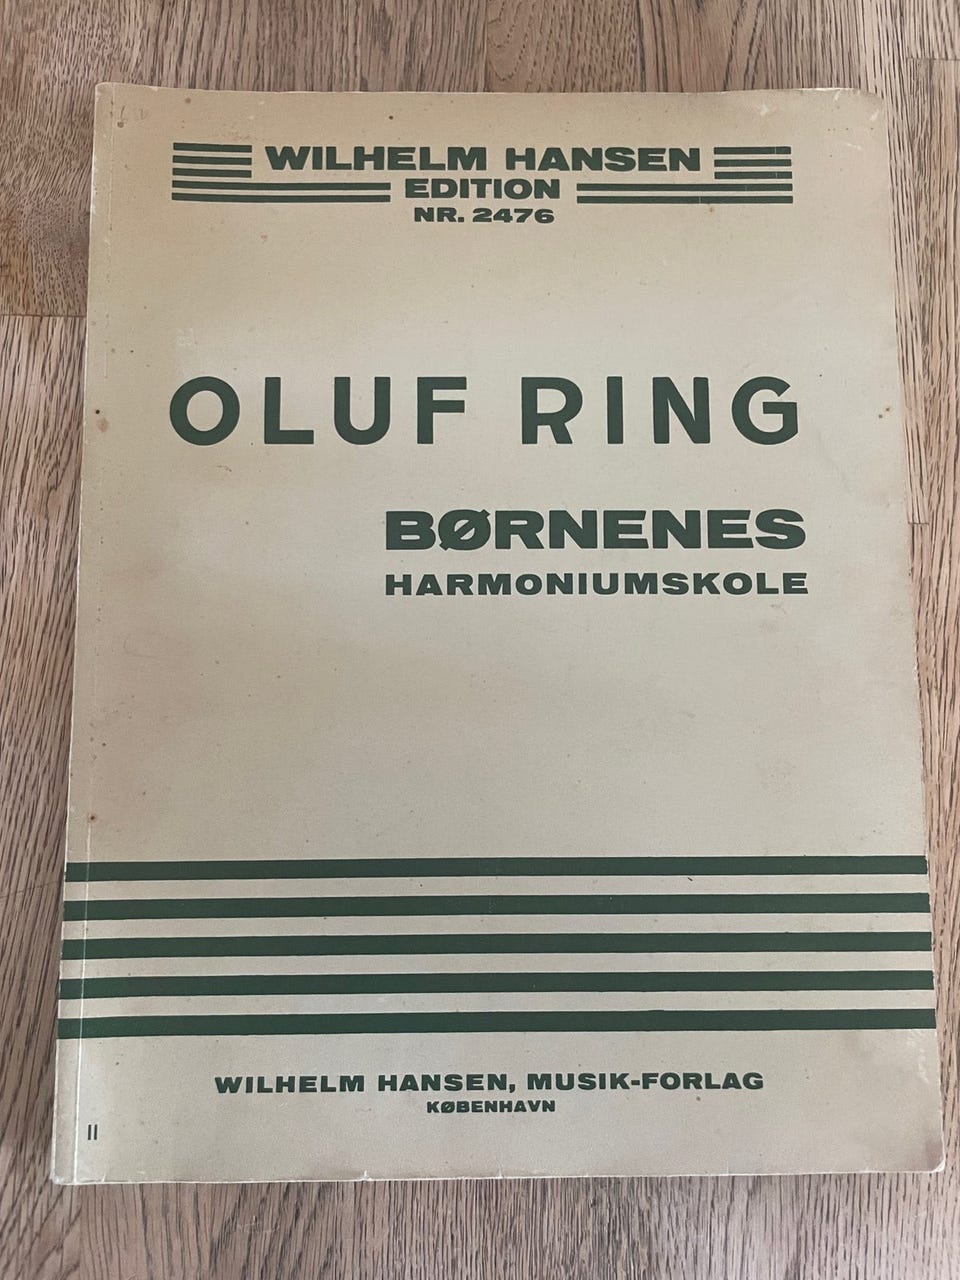 WILHELM HANSEN
EDITION
NR. 2476
OLUF RING
BØRNENES
HARMONIUMSKOLE
WILHELM HANSEN, MUSIK-FORLAG
KØBENHAVN
II